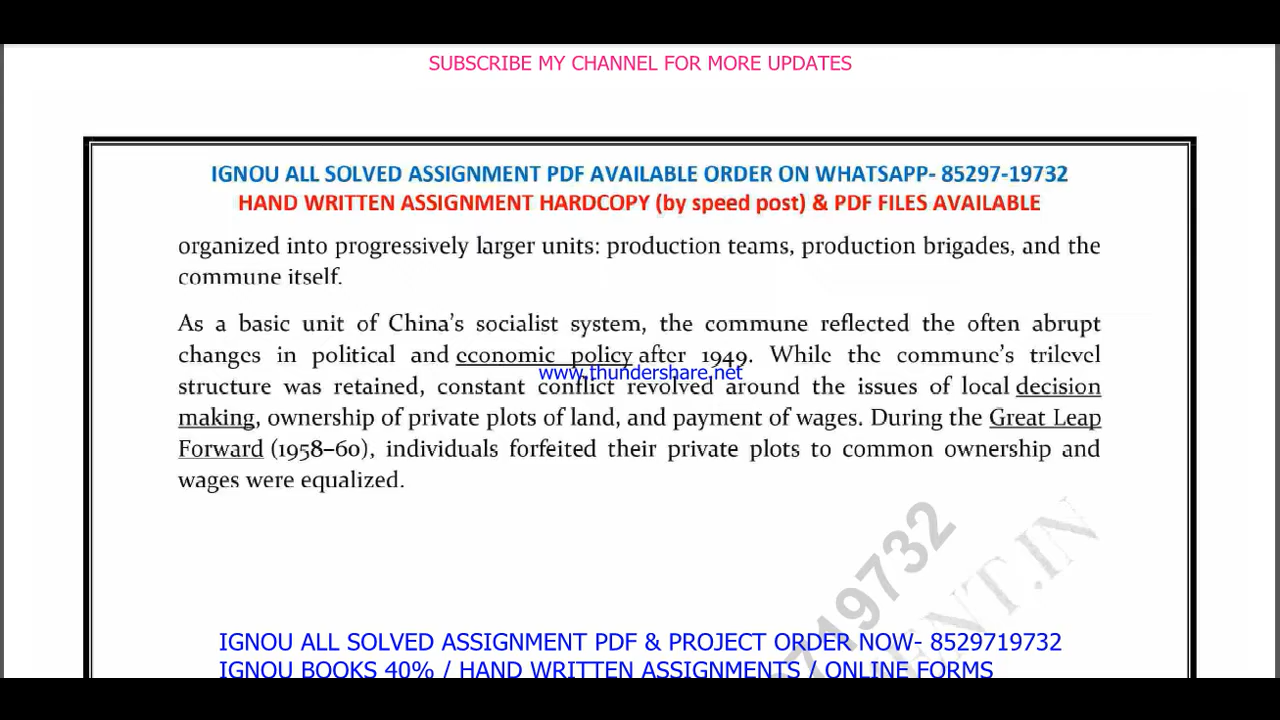 SUBSCRIBE MY CHANNEL FOR MORE UPDATES
IGNOU ALL SOLVED ASSIGNMENT PDF AVAILABLE ORDER ON WHATSAPP- 85297-19732
HAND WRITTEN ASSIGNMENT HARDCOPY (by speed post) & PDF FILES AVAILABLE
organized into progressively larger units: production teams, production brigades, and the
commune itself.
As a basic unit of China's socialist system, the commune reflected the often abrupt
changes in political and economic policy after 1949. While the commune's trilevel
www.thundershare.net
structure was retained, constant conflict revolved around the issues of local decision
making, ownership of private plots of land, and payment of wages. During the Great Leap
Forward (1958–60), individuals forfeited their private plots to common ownership and
wages were equalized.
719732
ENT.IN
IGNOU ALL SOLVED ASSIGNMENT PDF & PROJECT ORDER NOW- 8529719732
IGNOU BOOKS 40% / HAND WRITTEN ASSIGNMENTS / ONLINE FORMS